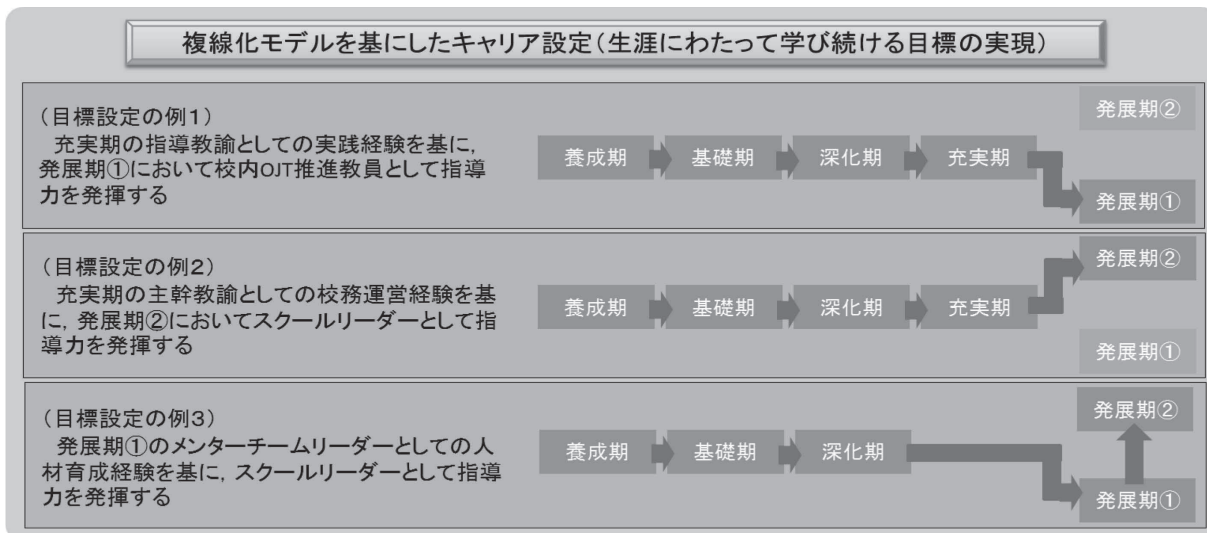 複線化モデルを基にしたキャリア設定（生涯にわたって学び続ける目標の実現）
（目標設定の例１）
充実期の指導教諭としての実践経験を基に，
発展期①において校内OJT推進教員として指導
力を発揮する
養成期
基礎期
深化期
充実期
発展期②
発展期①
（目標設定の例２）
充実期の主幹教諭としての校務運営経験を基
に，発展期②においてスクールリーダーとして指
導力を発揮する
養成期
基礎期
深化期
充実期
発展期②
発展期①
（目標設定の例３）
発展期①のメンターチームリーダーとしての人
材育成経験を基に，スクールリーダーとして指導
力を発揮する
養成期
基礎期
深化期
発展期②
発展期①